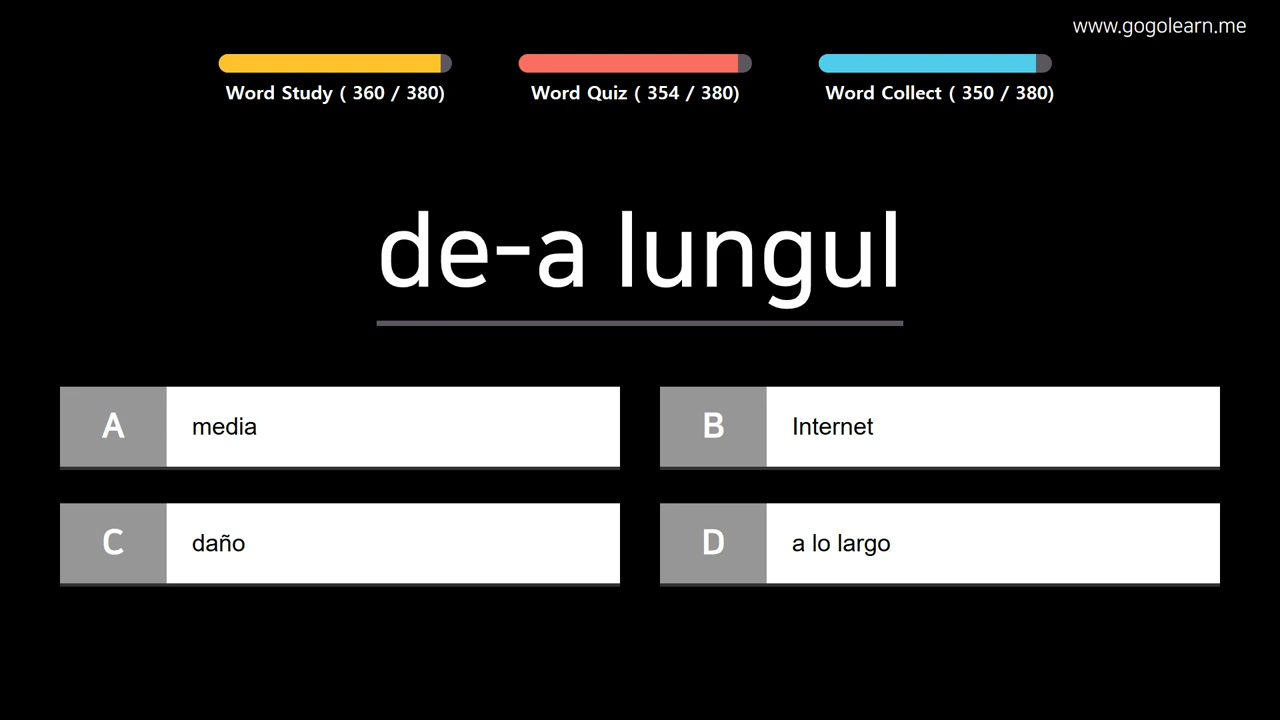 www.gogolearn.me
Word Study ( 360 / 380)
Word Quiz ( 354 / 380)
Word Collect ( 350 / 380)
de-a lungul
A media
B Internet
C daño
D a lo largo